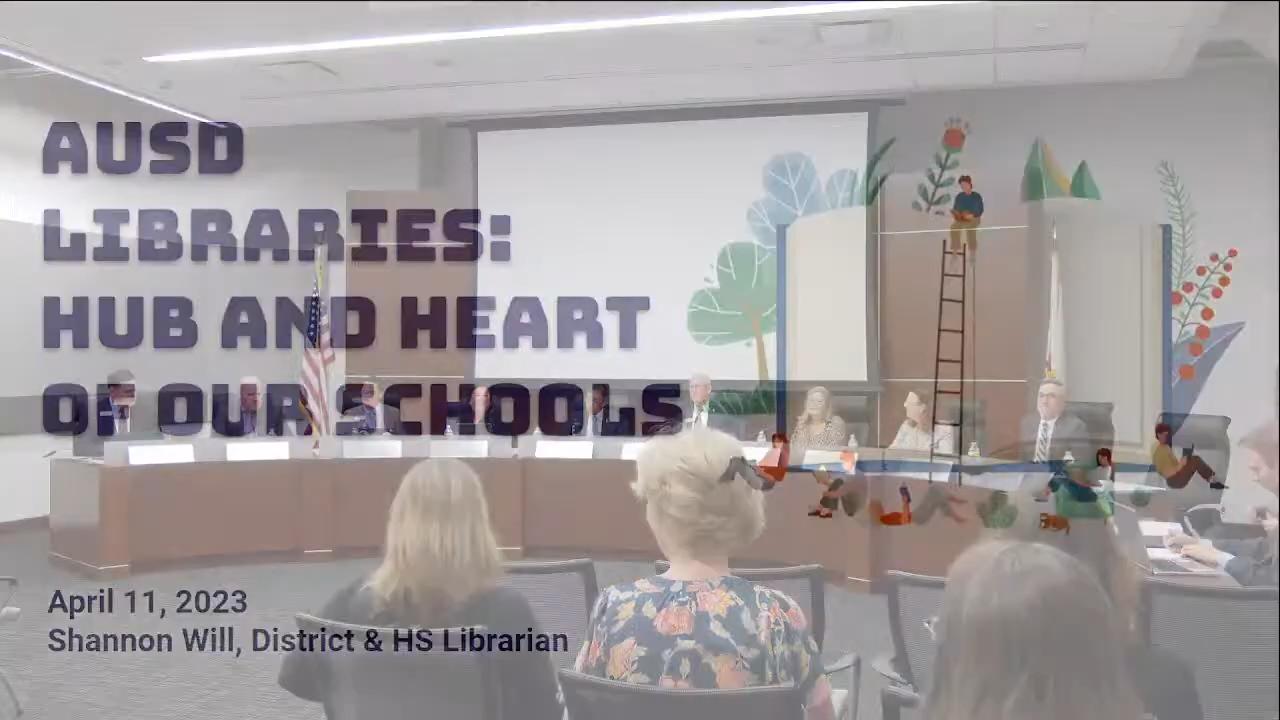 AUSD
LIBRARIES:
HUB AND HEART
OF OUR SCHOOLS
April 11, 2023
Shannon Will, District & HS Librarian